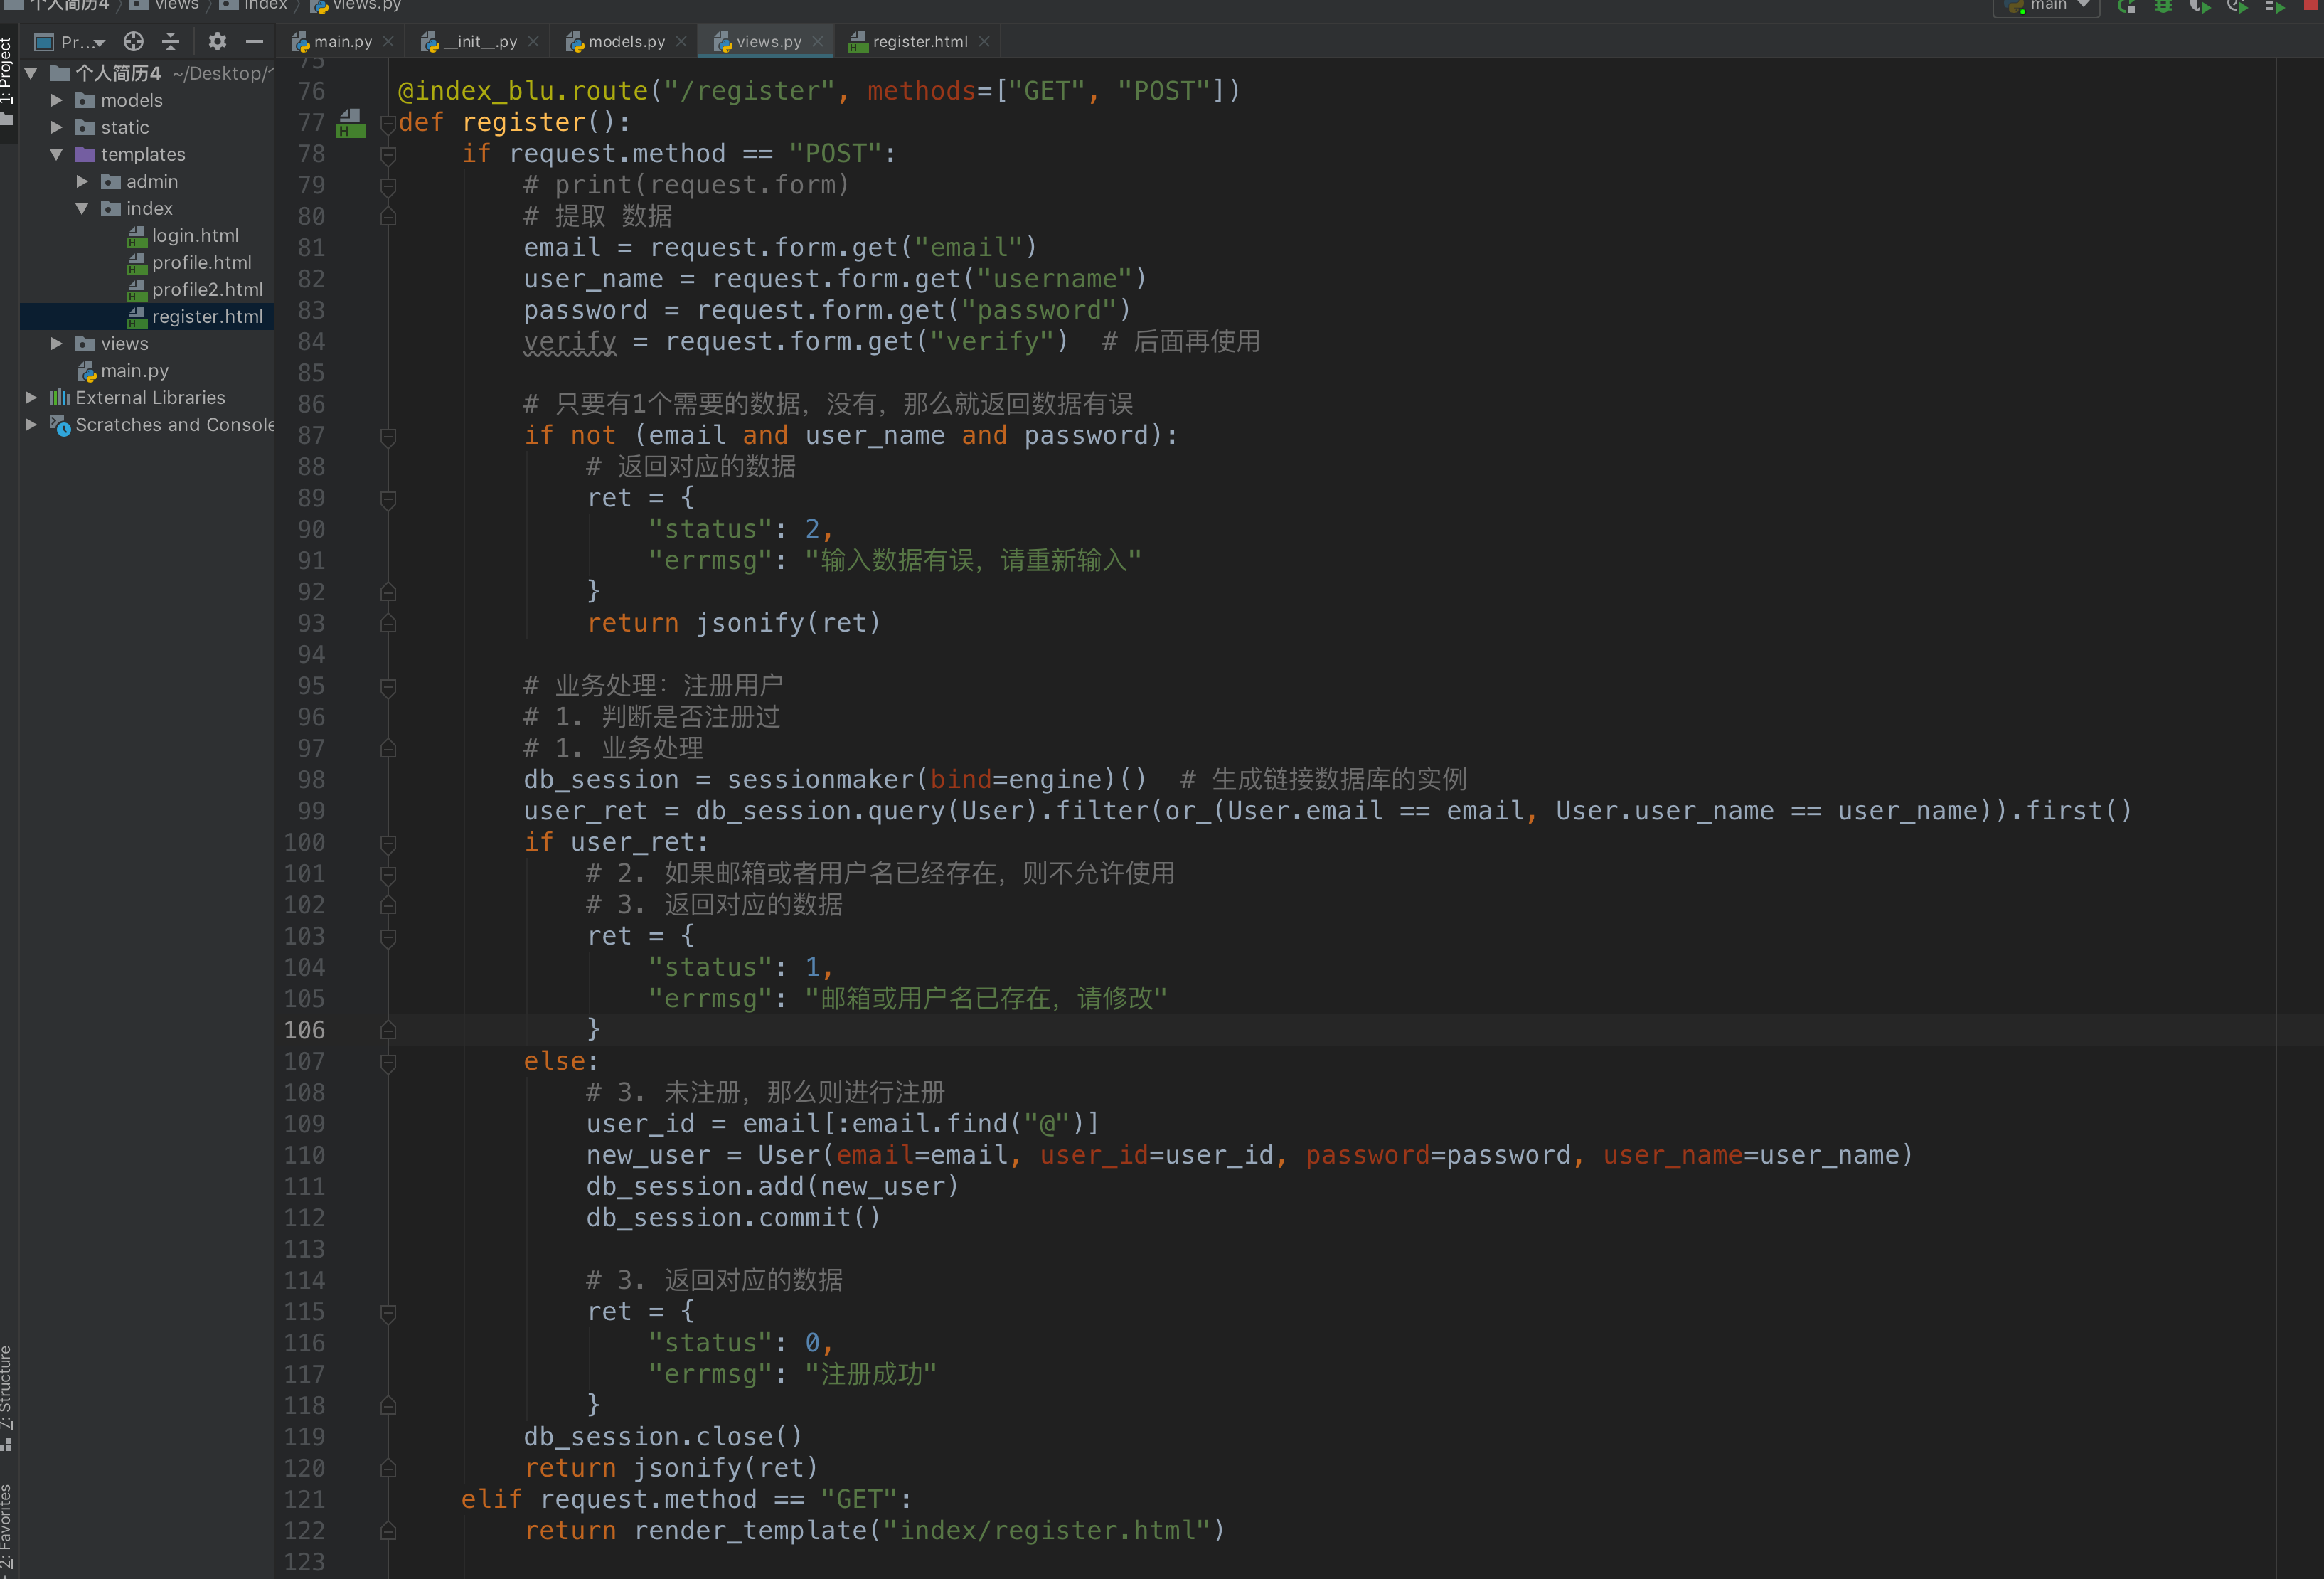 个人简历4 views index views.py
main
Pr...
main.py
__init__.py
models.py
views.py
register.html
1: Project
个人简历4 ~/Desktop/
models
static
templates
admin
index
login.html
profile.html
profile2.html
register.html
views
main.py
External Libraries
Scratches and Console
7: Structure
2: Favorites
75
76 @index_blu.route("/register", methods=["GET", "POST"])
77 def register():
78 if request.method == "POST":
79 # print(request.form)
80 # 提取 数据
81 email = request.form.get("email")
82 user_name = request.form.get("username")
83 password = request.form.get("password")
84 verify = request.form.get("verify")  # 后面再使用
85
86 # 只要有1个需要的数据，没有，那么就返回数据有误
87 if not (email and user_name and password):
88 # 返回对应的数据
89 ret = {
90 "status": 2,
91 "errmsg": "输入数据有误，请重新输入"
92 }
93 return jsonify(ret)
94
95 # 业务处理：注册用户
96 # 1. 判断是否注册过
97 # 1. 业务处理
98 db_session = sessionmaker(bind=engine)()  # 生成链接数据库的实例
99 user_ret = db_session.query(User).filter(or_(User.email == email, User.user_name == user_name)).first()
100 if user_ret:
101 # 2. 如果邮箱或者用户名已经存在，则不允许使用
102 # 3. 返回对应的数据
103 ret = {
104 "status": 1,
105 "errmsg": "邮箱或用户名已存在，请修改"
106 }
107 else:
108 # 3. 未注册，那么则进行注册
109 user_id = email[:email.find("@")]
110 new_user = User(email=email, user_id=user_id, password=password, user_name=user_name)
111 db_session.add(new_user)
112 db_session.commit()
113
114 # 3. 返回对应的数据
115 ret = {
116 "status": 0,
117 "errmsg": "注册成功"
118 }
119 db_session.close()
120 return jsonify(ret)
121 elif request.method == "GET":
122 return render_template("index/register.html")
123